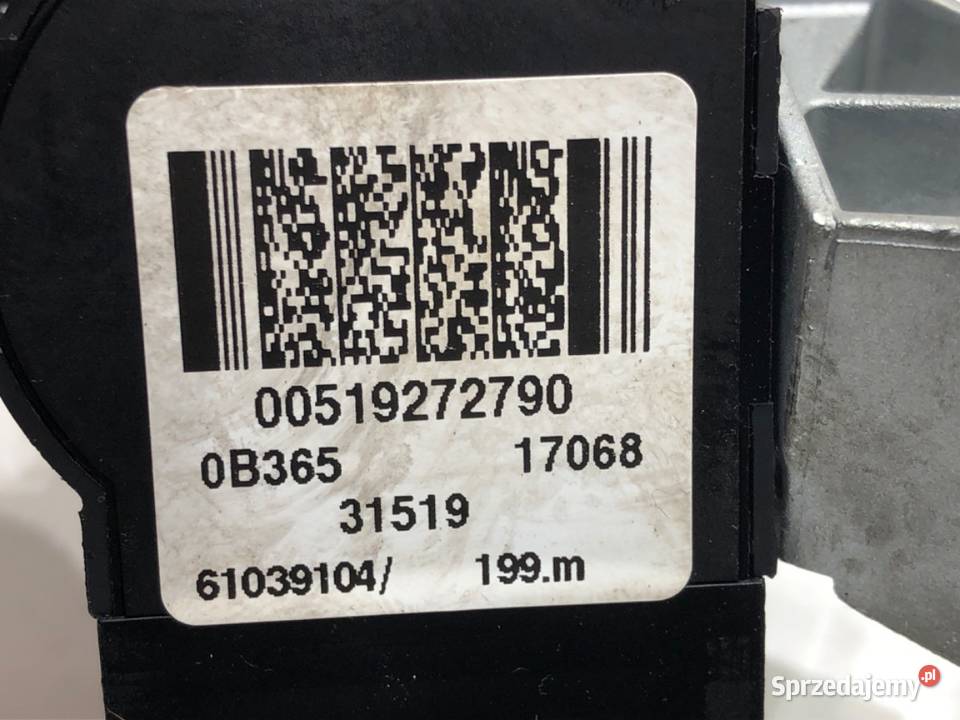 00519272790
0B365 17068
31519
61039104/ 199.m
Sprzedajemy.pl